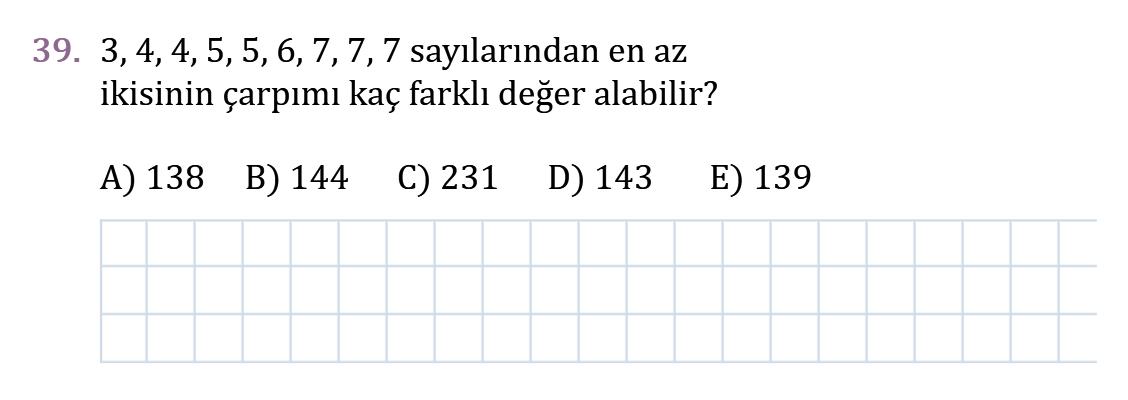 39. 3, 4, 4, 5, 5, 6, 7, 7, 7 sayılarından en az
ikisinin çarpımı kaç farklı değer alabilir?
A) 138 B) 144 C) 231 D) 143 E) 139